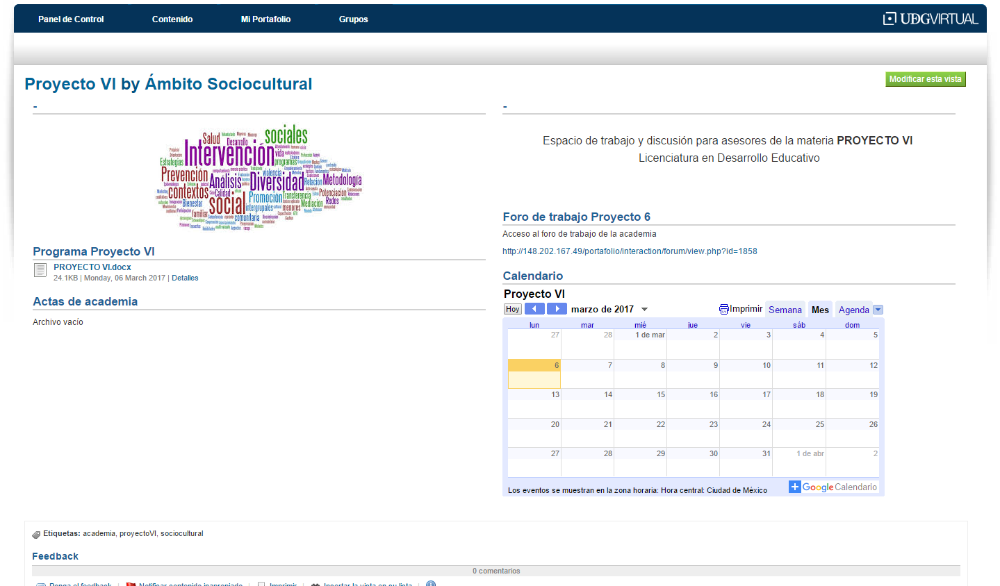 Panel de Control Contenido Mi Portafolio Grupos
UDGVIRTUAL
Proyecto VI by Ámbito Sociocultural
Modificar esta vista
-
sociales
Salud
Desarrollo
Intervención
vida
Estrategias
programas
Prevención
violencia
Análisis
Diversidad
Relación
Metodología
contextos
Calidad
Promoción
Transferencia
Potenciación
Bienestar
social
intergrupales
menores
Mediación
Redes
familiar
comunitaria
Programa Proyecto VI
PROYECTO VI.docx
24.1KB | Monday, 06 March 2017 | Detalles
Actas de academia
Archivo vacío
-
Espacio de trabajo y discusión para asesores de la materia PROYECTO VI
Licenciatura en Desarrollo Educativo
Foro de trabajo Proyecto 6
Acceso al foro de trabajo de la academia
http://148.202.167.49/portafolio/interaction/forum/view.php?id=1858
Calendario
Proyecto VI
Hoy marzo de 2017 Imprimir Semana Mes Agenda
lun mar mié jue vie sáb dom
27 28 1 de mar 2 3 4 5
6 7 8 9 10 11 12
13 14 15 16 17 18 19
20 21 22 23 24 25 26
27 28 29 30 31 1 de abr 2
Los eventos se muestran en la zona horaria: Hora central: Ciudad de México
Google Calendario
Etiquetas: academia, proyectoVI, sociocultural
Feedback
0 comentarios
Ponga el feedback | Notificar contenido inapropiado | Imprimir | Insertar la vista en su lista |